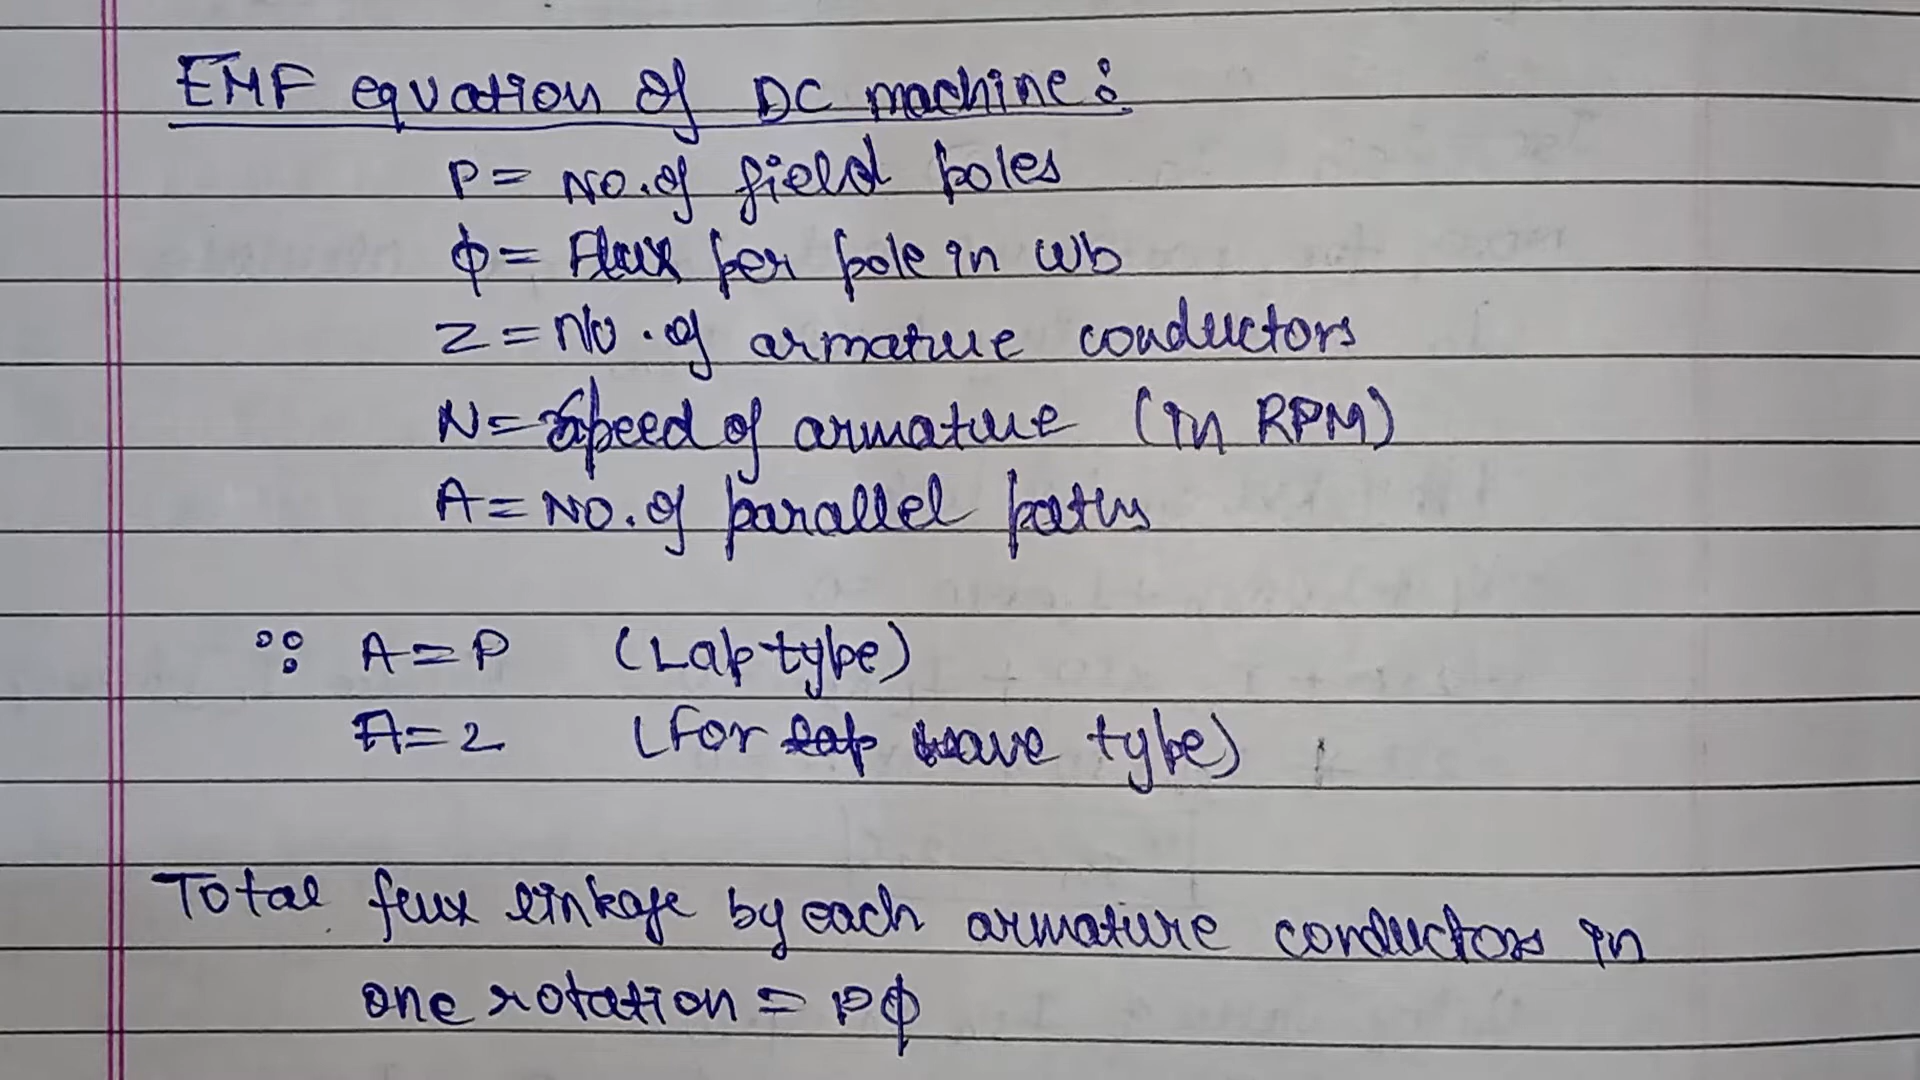 EMF equation of DC machine :
P = No. of field poles
ϕ = Flux per pole in wb
Z = No. of armature conductors
N = Speed of armature (in RPM)
A = No. of parallel paths
∵ A = P (Lap type)
A = 2 (For lap wave type)
Total flux linkage by each armature conductors in
one rotation = Pϕ